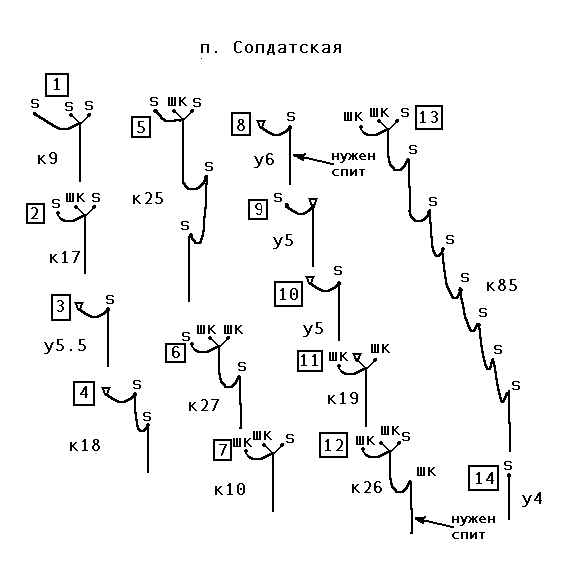 п. Солдатская
1
S
S S
к9
2
S ШК S
к17
3
S
у5.5
4
S
S
к18
5
S ШК S
S
S
к25
6
S ШК ШК
S
к27
7
ШК ШК S
к10
8
S
у6
нужен
спит
9
S
у5
10
S
у5
11
ШК ШК
к19
12
ШК ШК S
ШК
к26
нужен
спит
13
ШК ШК S
S
S
S
S
S
S
S
к85
14
S
у4